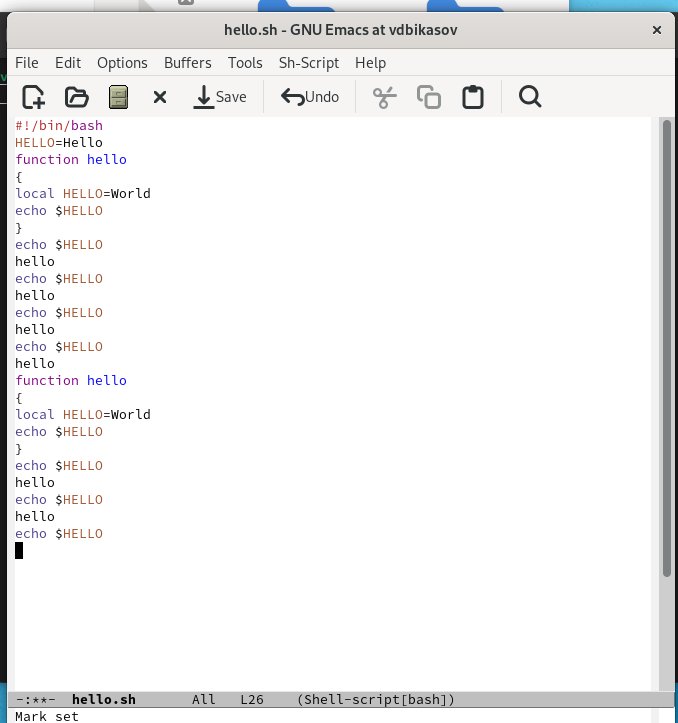 hello.sh - GNU Emacs at vdbikasov
File Edit Options Buffers Tools Sh-Script Help
Save Undo
#!/bin/bash
HELLO=Hello
function hello
{
local HELLO=World
echo $HELLO
}
echo $HELLO
hello
echo $HELLO
hello
echo $HELLO
hello
echo $HELLO
hello
function hello
{
local HELLO=World
echo $HELLO
}
echo $HELLO
hello
echo $HELLO
hello
echo $HELLO
-:**- hello.sh All L26 (Shell-script[bash])
Mark set